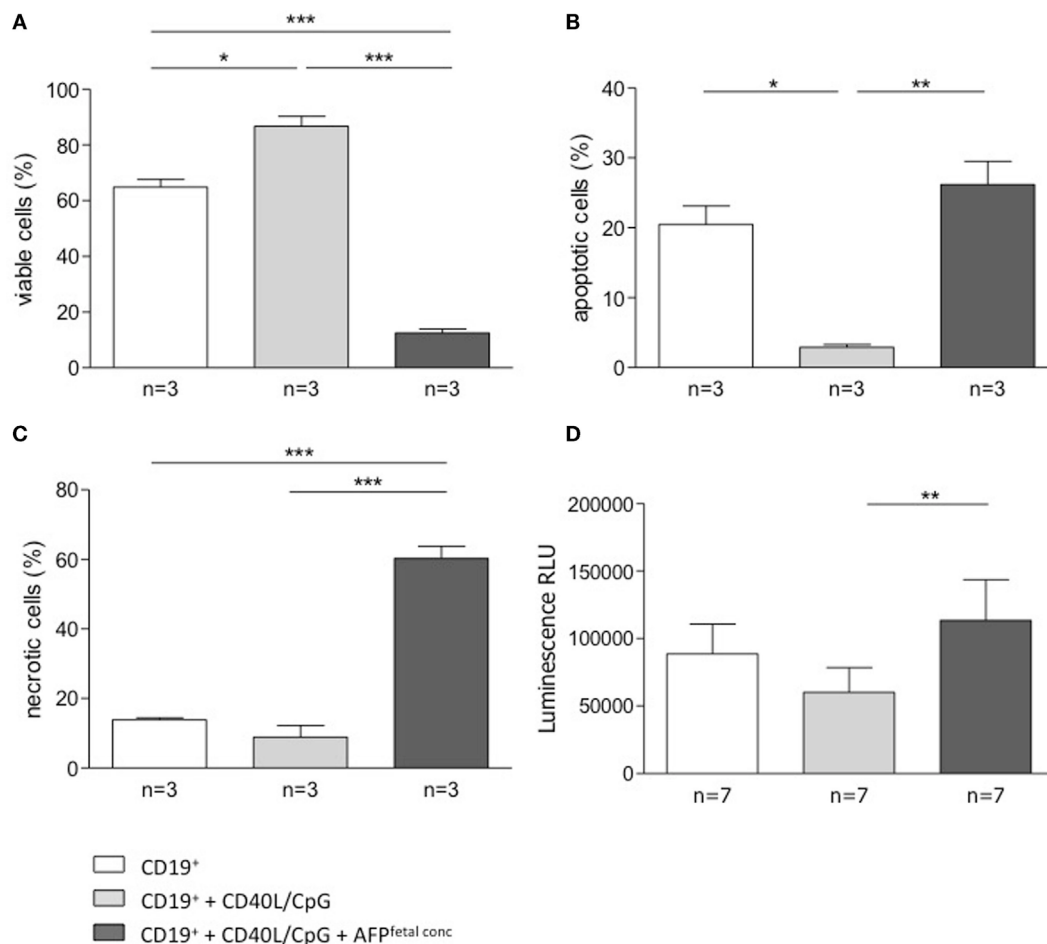 A
***
*
***
viable cells (%)
100
80
60
40
20
0
n=3
n=3
n=3
B
*
**
apoptotic cells (%)
40
30
20
10
0
n=3
n=3
n=3
C
***
***
necrotic cells (%)
80
60
40
20
0
n=3
n=3
n=3
D
**
Luminescence RLU
200000
150000
100000
50000
0
n=7
n=7
n=7
CD19⁺
CD19⁺ + CD40L/CpG
CD19⁺ + CD40L/CpG + AFPfetal conc